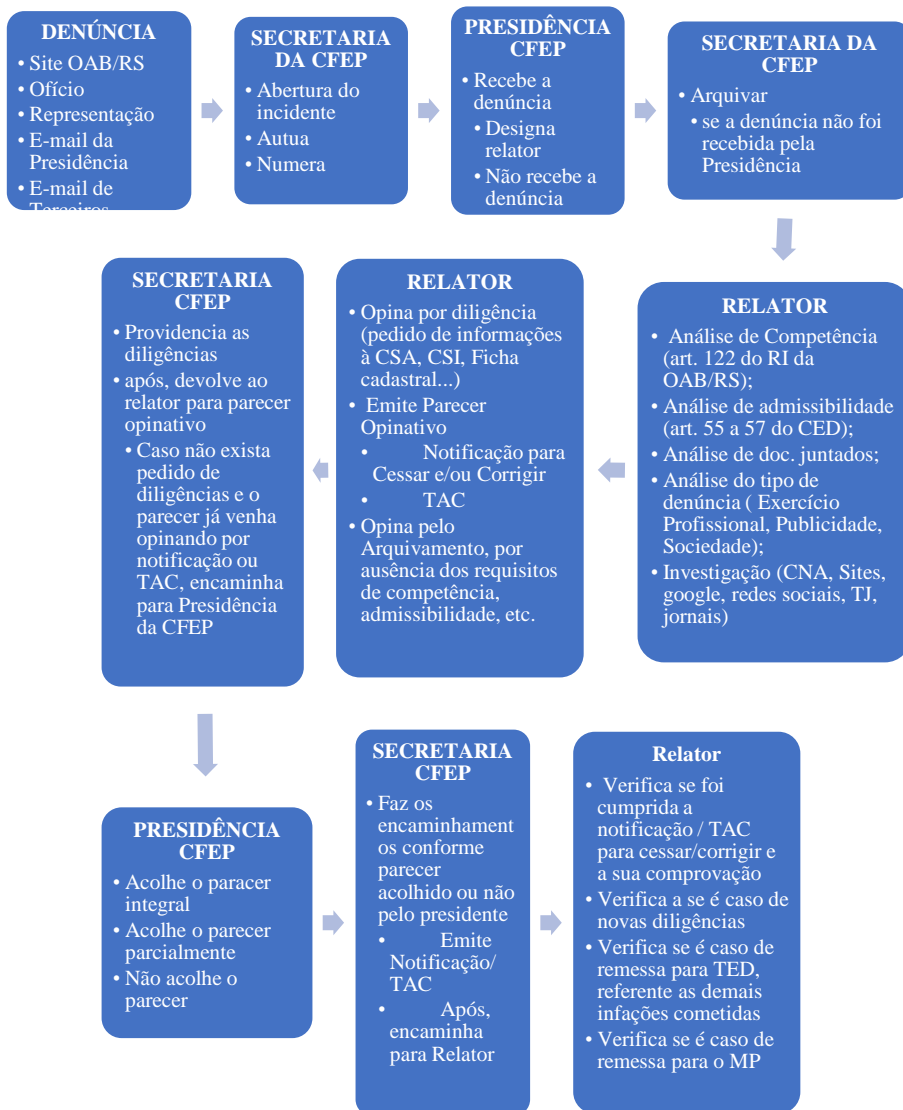 DENÚNCIA
• Site OAB/RS
• Ofício
• Representação
• E-mail da
Presidência
• E-mail de
Terceiros
SECRETARIA
DA CFEP
• Abertura do
incidente
• Autua
• Numera
PRESIDÊNCIA
CFEP
• Recebe a
denúncia
• Designa
relator
• Não recebe a
denúncia
SECRETARIA DA
CFEP
• Arquivar
• se a denúncia não foi
recebida pela
Presidência
RELATOR
• Análise de Competência
(art. 122 do RI da
OAB/RS);
• Análise de admissibilidade
(art. 55 a 57 do CED);
• Análise de doc. juntados;
• Análise do tipo de
denúncia ( Exercício
Profissional, Publicidade,
Sociedade);
• Investigação (CNA, Sites,
google, redes sociais, TJ,
jornais)
RELATOR
• Opina por diligência
(pedido de informações
à CSA, CSI, Ficha
cadastral...)
• Emite Parecer
Opinativo
• Notificação para
Cessar e/ou Corrigir
• TAC
• Opina pelo
Arquivamento, por
ausência dos requisitos
de competência,
admissibilidade, etc.
SECRETARIA
CFEP
• Providencia as
diligências
• após, devolve ao
relator para parecer
opinativo
• Caso não exista
pedido de
diligências e o
parecer já venha
opinando por
notificação ou
TAC, encaminha
para Presidência
da CFEP
PRESIDÊNCIA
CFEP
• Acolhe o paracer
integral
• Acolhe o parecer
parcialmente
• Não acolhe o
parecer
SECRETARIA
CFEP
• Faz os
encaminhament
os conforme
parecer
acolhido ou não
pelo presidente
• Emite
Notificação/
TAC
• Após,
encaminha
para Relator
Relator
• Verifica se foi
cumprida a
notificação / TAC
para cessar/corrigir e
a sua comprovação
• Verifica a se é caso de
novas diligências
• Verifica se é caso de
remessa para TED,
referente as demais
infações cometidas
• Verifica se é caso de
remessa para o MP